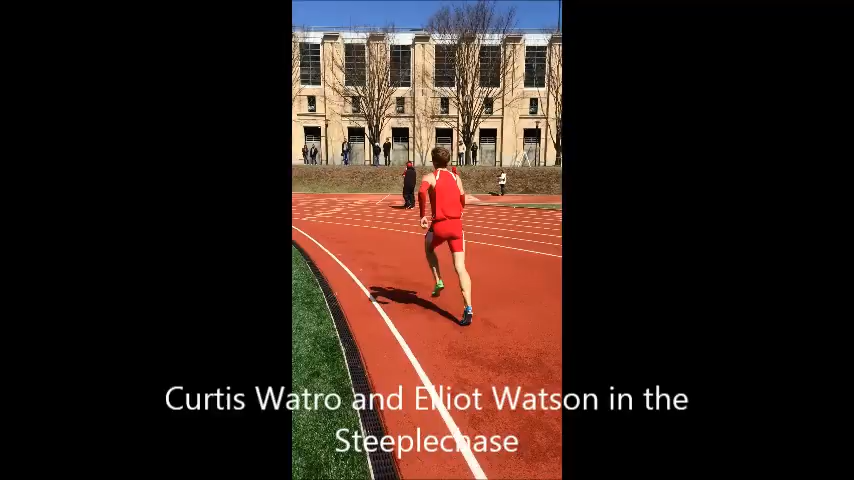 Curtis Watro and Elliot Watson in the
Steeplechase